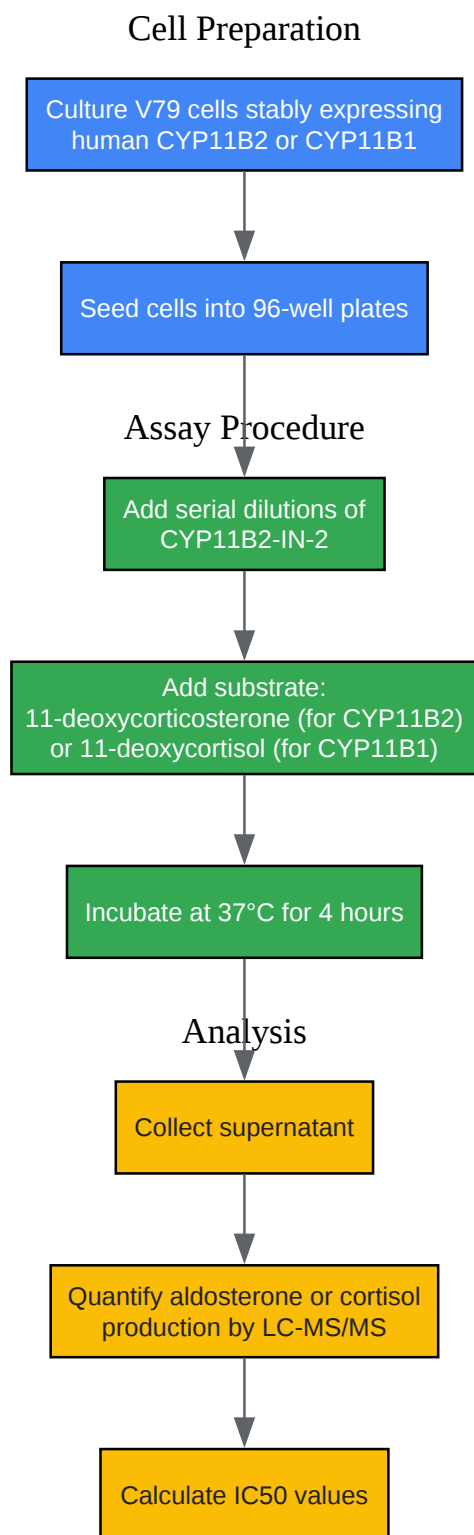 Cell Preparation
Culture V79 cells stably expressing
human CYP11B2 or CYP11B1
Seed cells into 96-well plates
Assay Procedure
Add serial dilutions of
CYP11B2-IN-2
Add substrate:
11-deoxycorticosterone (for CYP11B2)
or 11-deoxycortisol (for CYP11B1)
Incubate at 37°C for 4 hours
Analysis
Collect supernatant
Quantify aldosterone or cortisol
production by LC-MS/MS
Calculate IC50 values